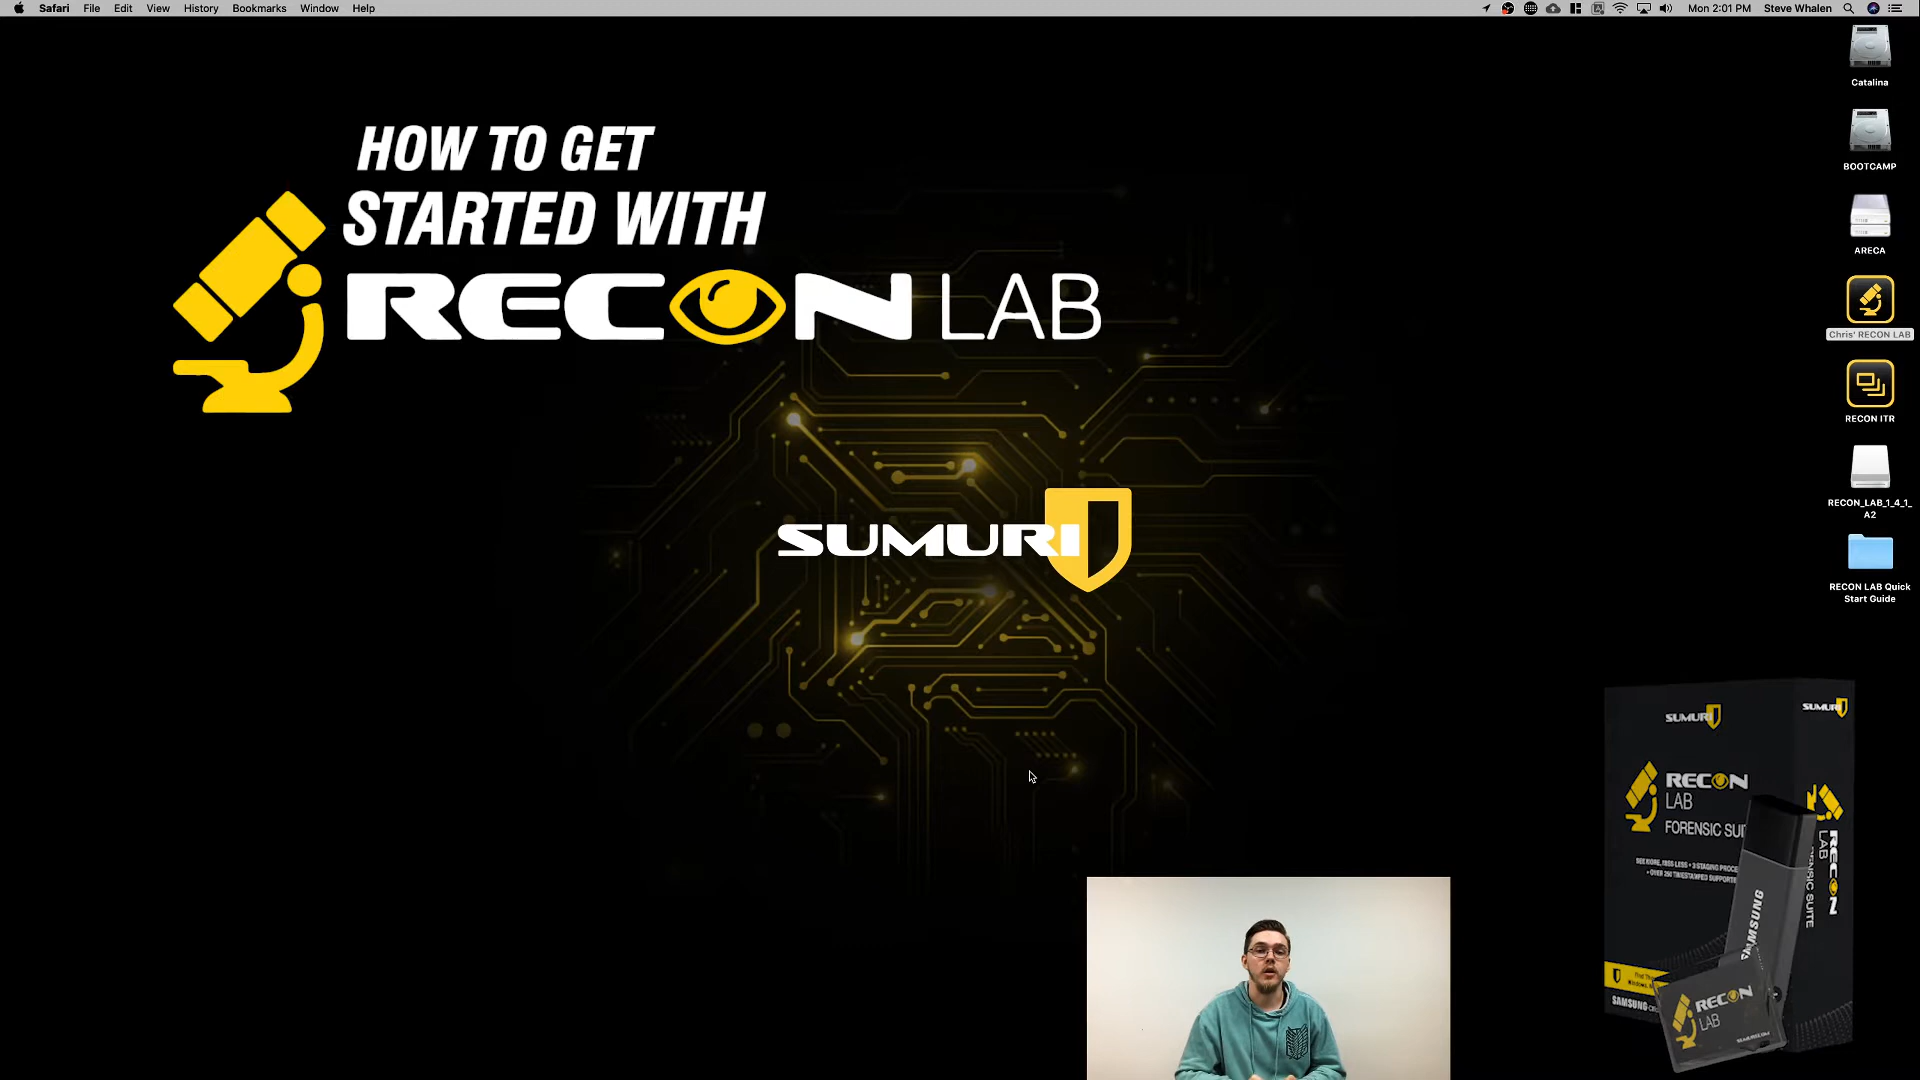 Safari File Edit View History Bookmarks Window Help
Mon 2:01 PM Steve Whalen
Catalina
BOOTCAMP
ARECA
Chris' RECON LAB
RECON ITR
RECON_LAB_1_4_1_
A2
RECON LAB Quick
Start Guide
HOW TO GET
STARTED WITH
RECON LAB
SUMURI
SUMURI
SUMURI
RECON
LAB
FORENSIC SUI
RECON
LAB
SAMSUNG
SAMSUNG
RECON
LAB